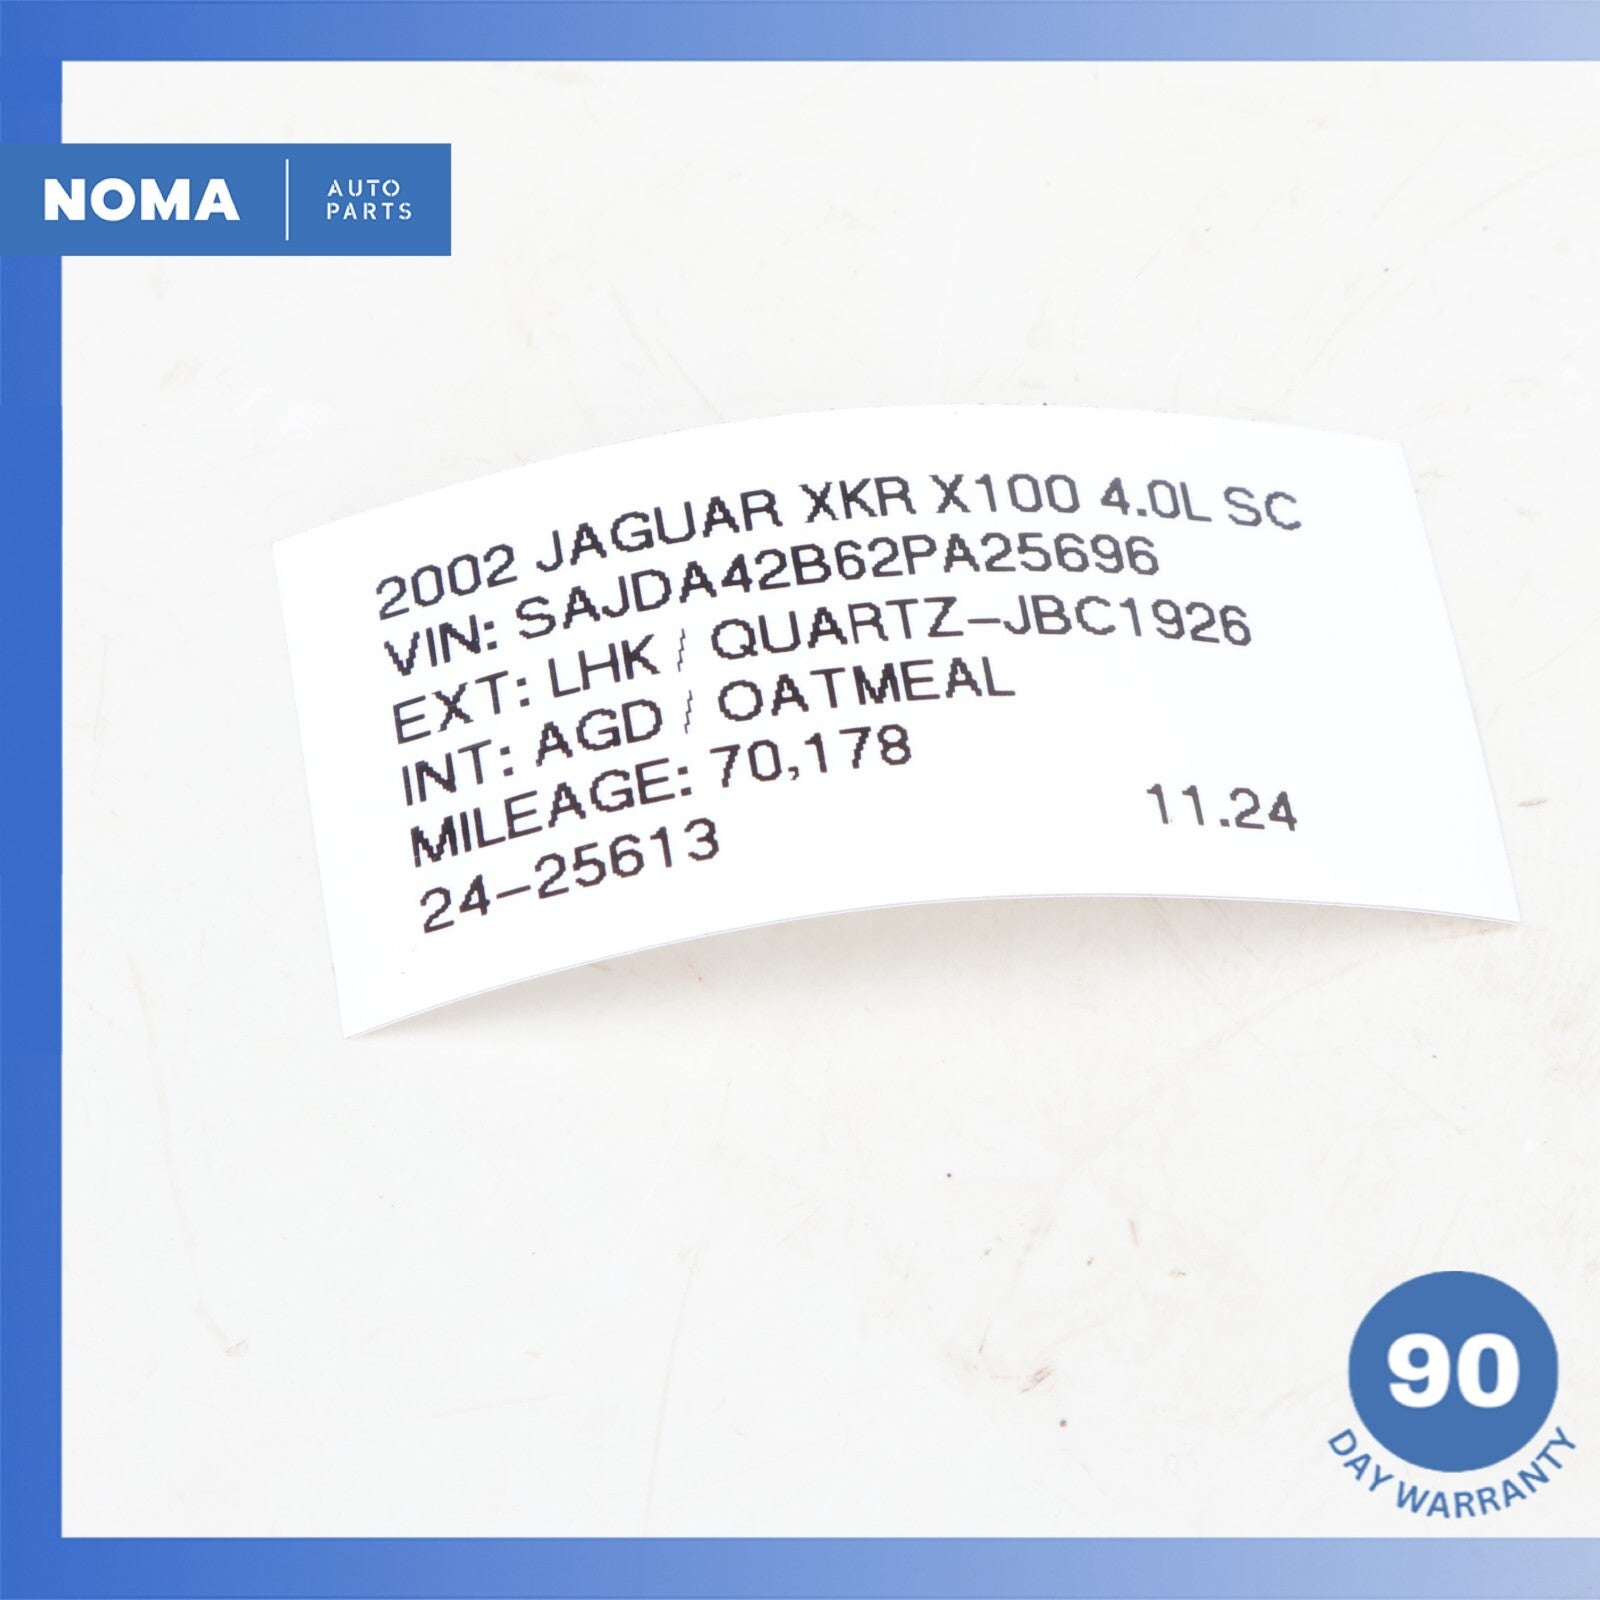 NOMA
AUTO
PARTS
2002 JAGUAR XKR X100 4.0L SC
VIN: SAJDA42B62PA25696
EXT: LHK / QUARTZ-JBC1926
INT: AGD / OATMEAL
MILEAGE: 70,178
24-25613 11.24
90
DAY WARRANTY